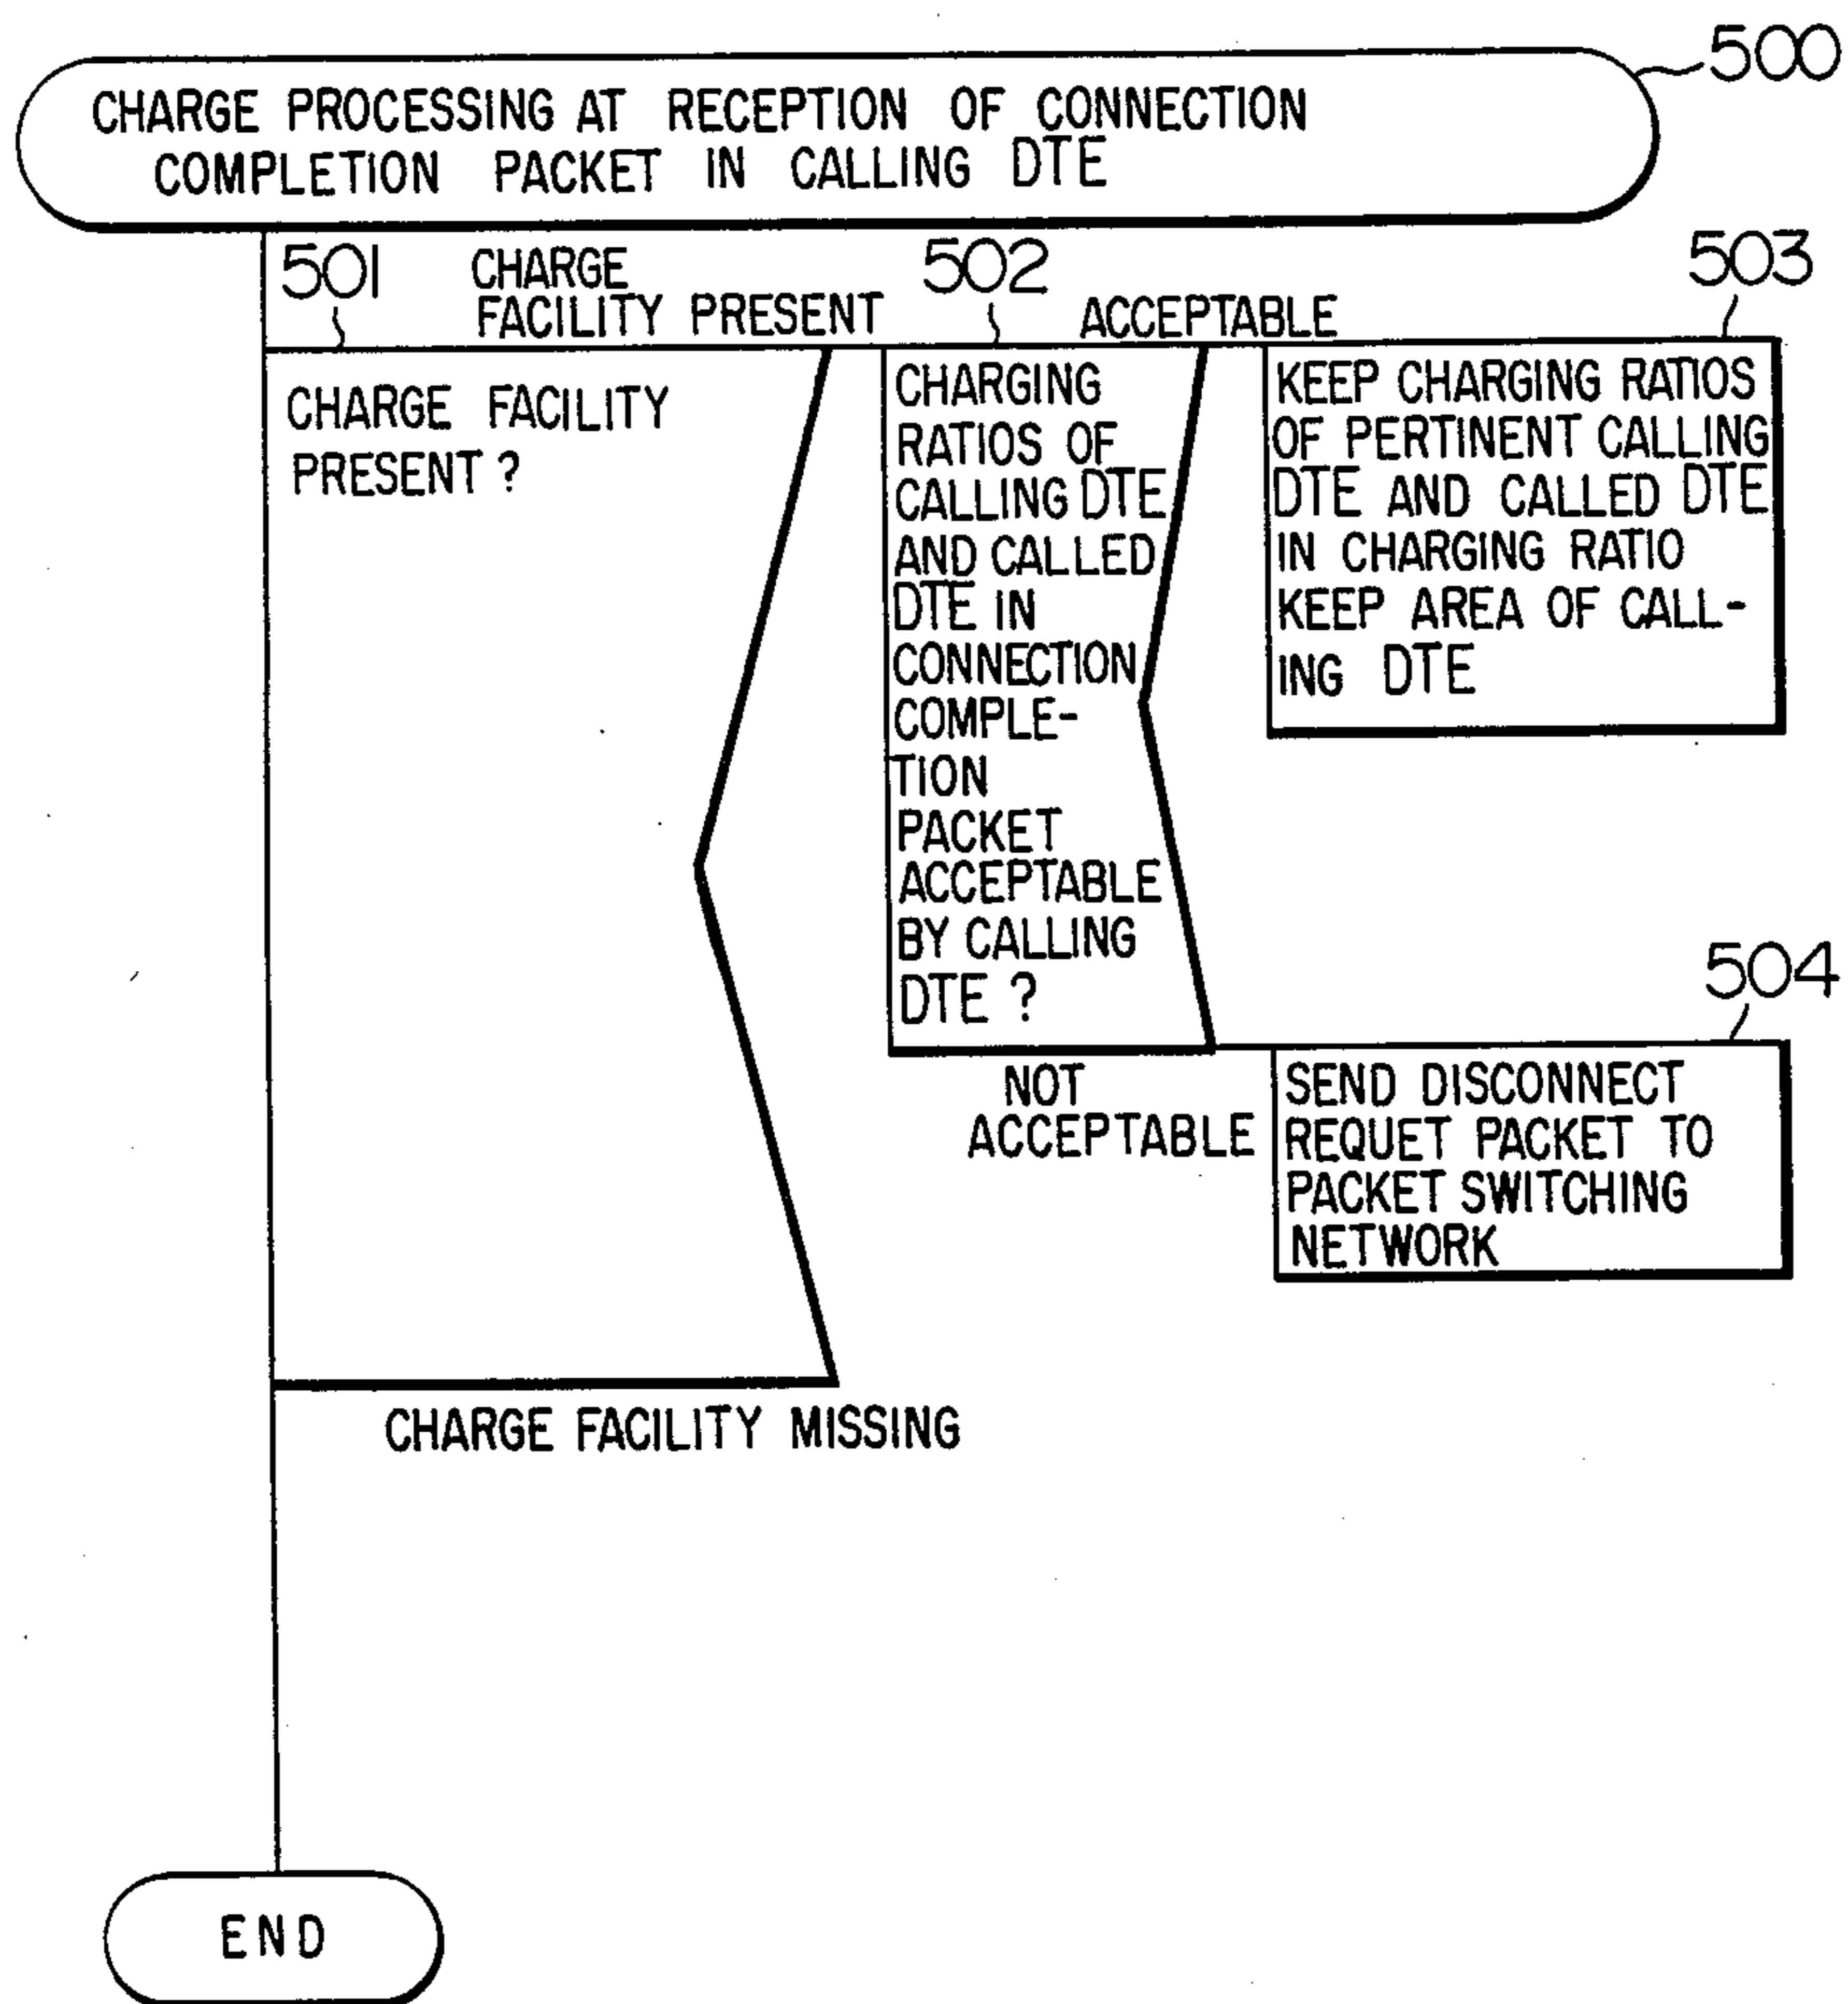 500
CHARGE PROCESSING AT RECEPTION OF CONNECTION
COMPLETION PACKET IN CALLING DTE
501
CHARGE
FACILITY PRESENT
502
ACCEPTABLE
503
CHARGE FACILITY
PRESENT ?
CHARGING
RATIOS OF
CALLING DTE
AND CALLED
DTE IN
CONNECTION
COMPLE-
TION
PACKET
ACCEPTABLE
BY CALLING
DTE ?
KEEP CHARGING RATIOS
OF PERTINENT CALLING
DTE AND CALLED DTE
IN CHARGING RATIO
KEEP AREA OF CALL-
ING DTE
504
NOT
ACCEPTABLE
SEND DISCONNECT
REQUET PACKET TO
PACKET SWITCHING
NETWORK
CHARGE FACILITY MISSING
END